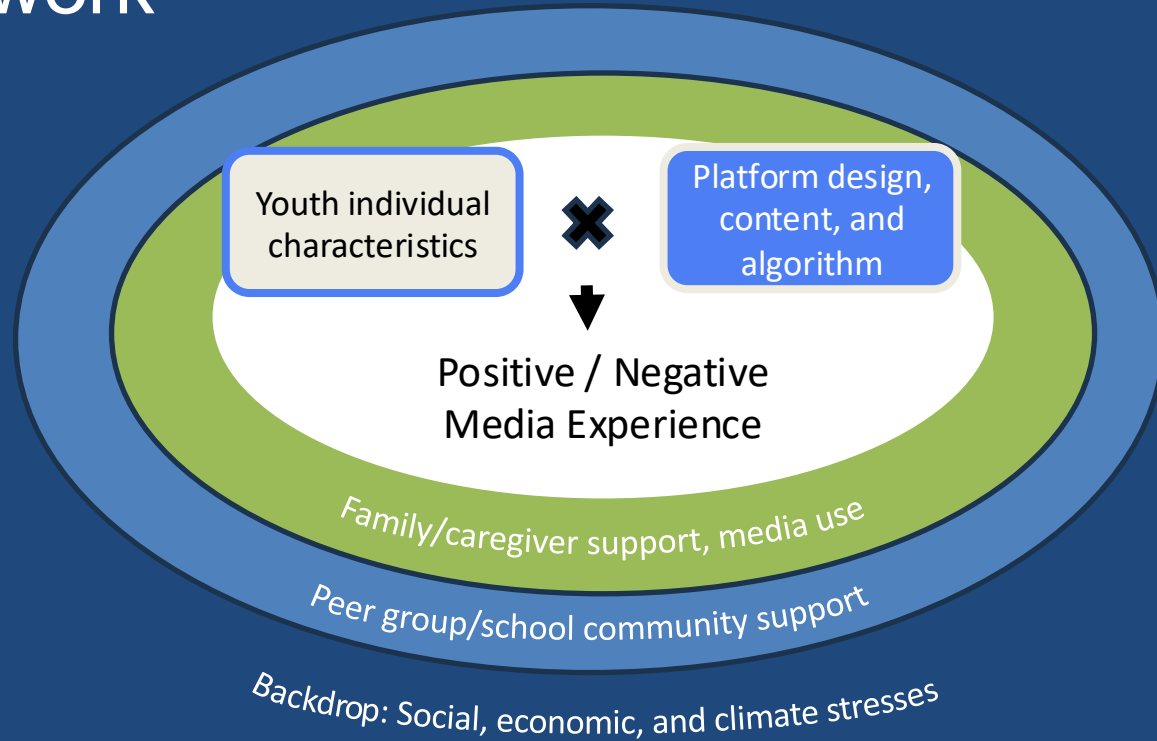 Youth individual
characteristics
Platform design,
content, and
algorithm
Positive / Negative
Media Experience
Family/caregiver support, media use
Peer group/school community support
Backdrop: Social, economic, and climate stresses